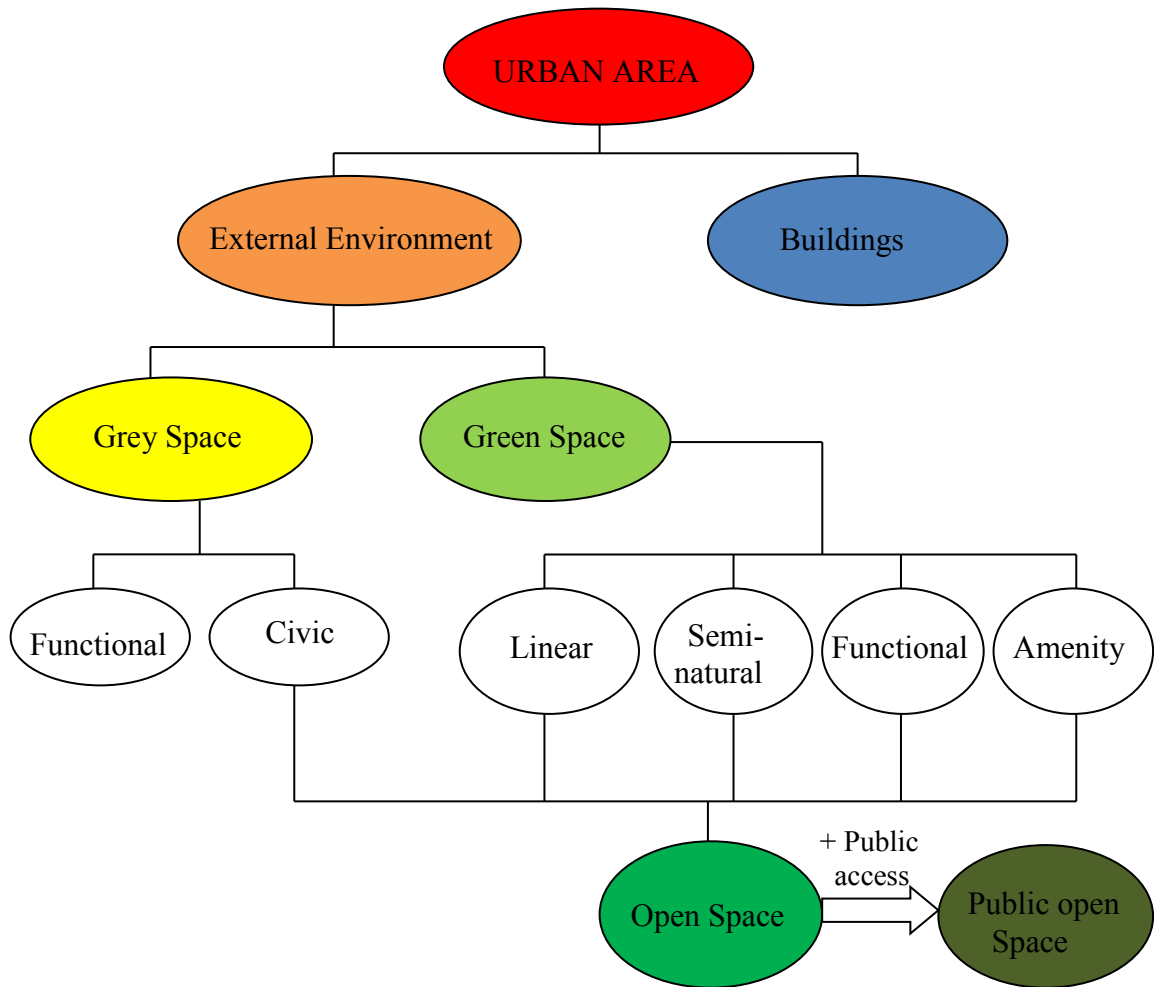 URBAN AREA
External Environment
Buildings
Grey Space
Green Space
Functional
Civic
Linear
Semi-
natural
Functional
Amenity
+ Public
access
Open Space
Public open
Space